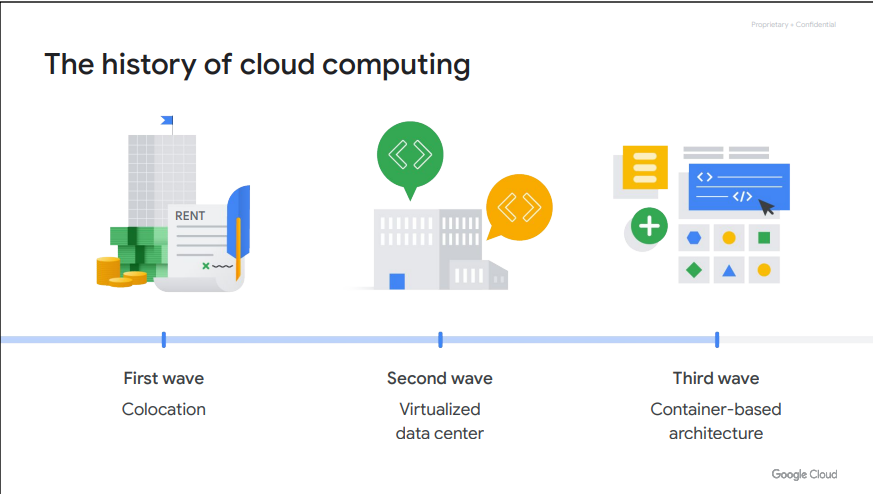 Proprietary + Confidential
The history of cloud computing
RENT
First wave
Colocation
Second wave
Virtualized
data center
Third wave
Container-based
architecture
Google Cloud